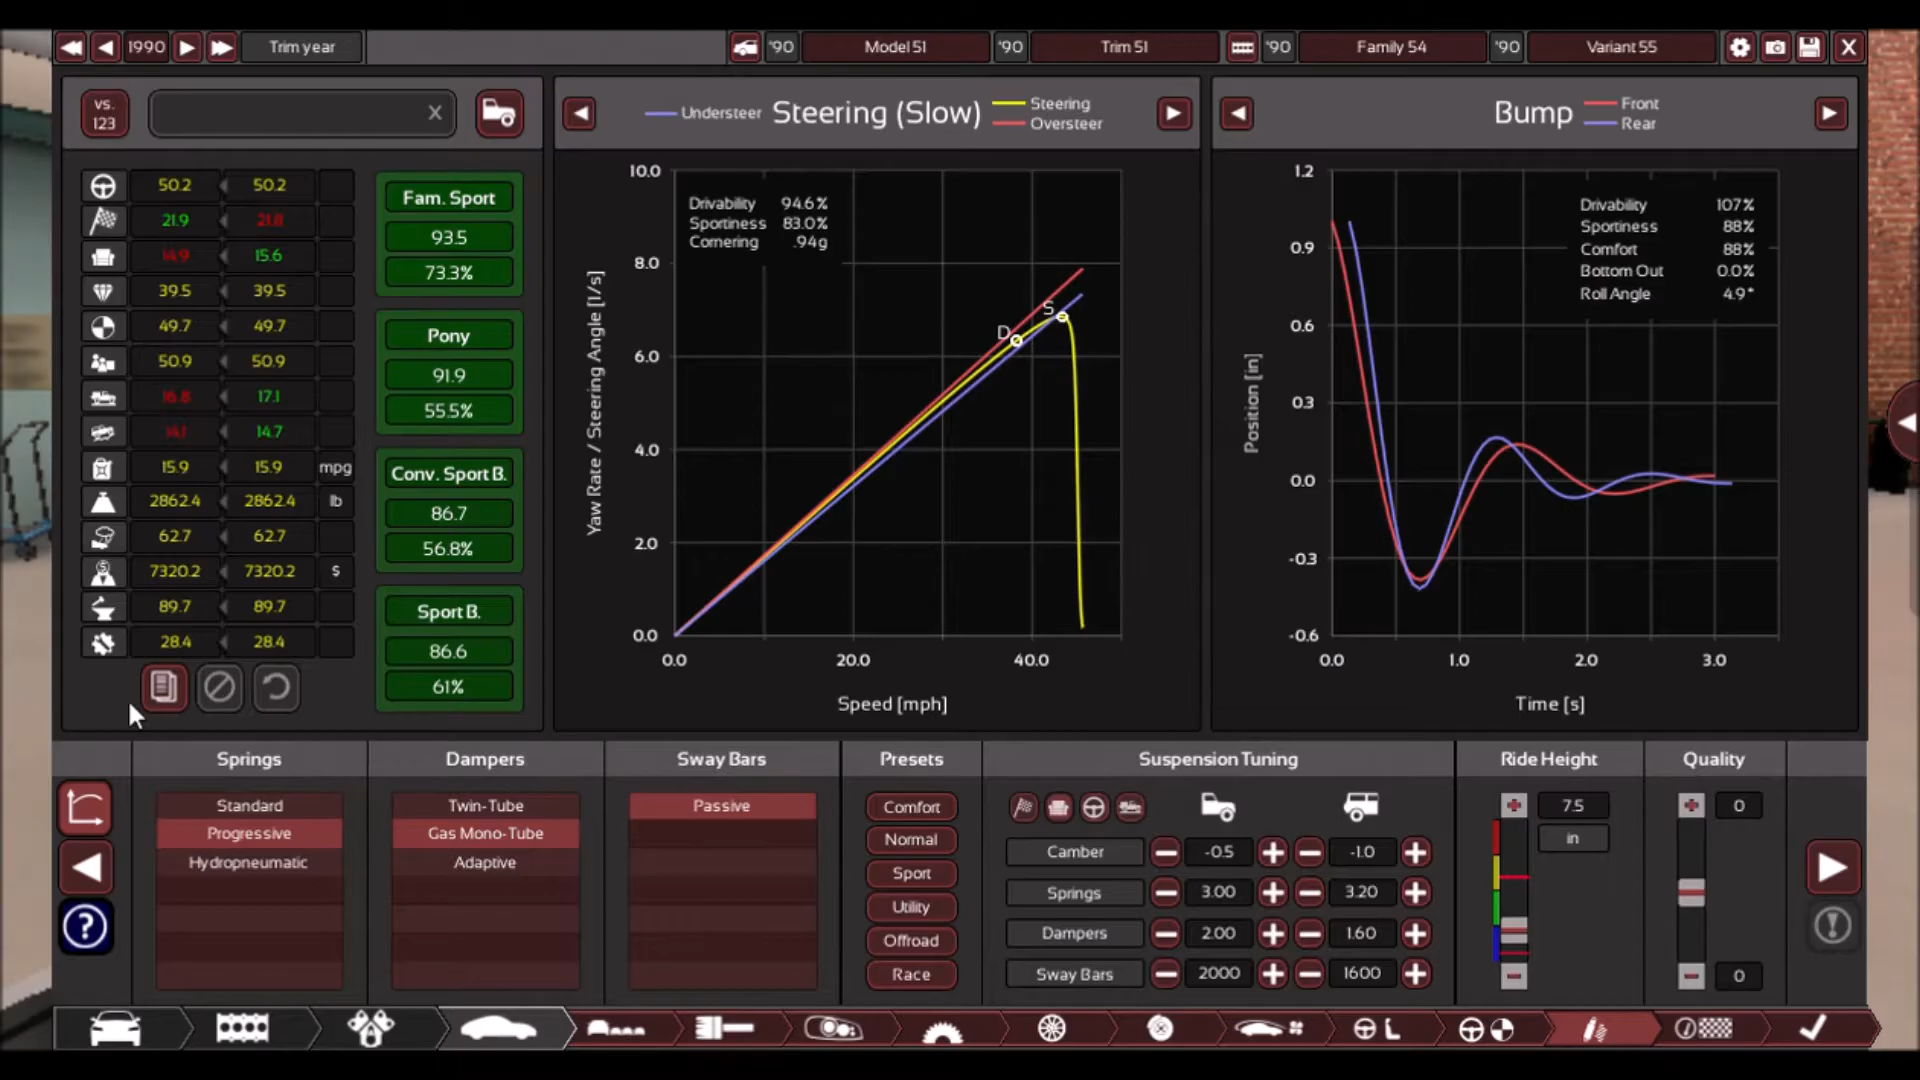 1990 Trim year '90 Model 51 '90 Trim 51 '90 Family 54 '90 Variant 55 X
vs. 123
X
50.2 50.2
21.9 21.8
14.9 15.6
39.5 39.5
49.7 49.7
50.9 50.9
16.8 17.1
14.1 14.7
15.9 15.9 mpg
2862.4 2862.4 lb
62.7 62.7
7320.2 7320.2 $
89.7 89.7
28.4 28.4
Fam. Sport
93.5
73.3%
Pony
91.9
55.5%
Conv. Sport B.
86.7
56.8%
Sport B.
86.6
61%
Understeer Steering (Slow) Steering
Oversteer
Drivability 94.6%
Sportiness 83.0%
Cornering .94g
10.0
8.0
6.0
4.0
2.0
0.0
Yaw Rate / Steering Angle [1/s]
D
S
0.0 20.0 40.0
Speed [mph]
Bump Front
Rear
Drivability 107%
Sportiness 88%
Comfort 88%
Bottom Out 0.0%
Roll Angle 4.9°
1.2
0.9
0.6
0.3
0.0
-0.3
-0.6
Position [in]
0.0 1.0 2.0 3.0
Time [s]
Springs
Standard
Progressive
Hydropneumatic
Dampers
Twin-Tube
Gas Mono-Tube
Adaptive
Sway Bars
Passive
Presets
Comfort
Normal
Sport
Utility
Offroad
Race
Suspension Tuning
Camber -0.5 -1.0
Springs 3.00 3.20
Dampers 2.00 1.60
Sway Bars 2000 1600
Ride Height
7.5
in
Quality
0
0
?